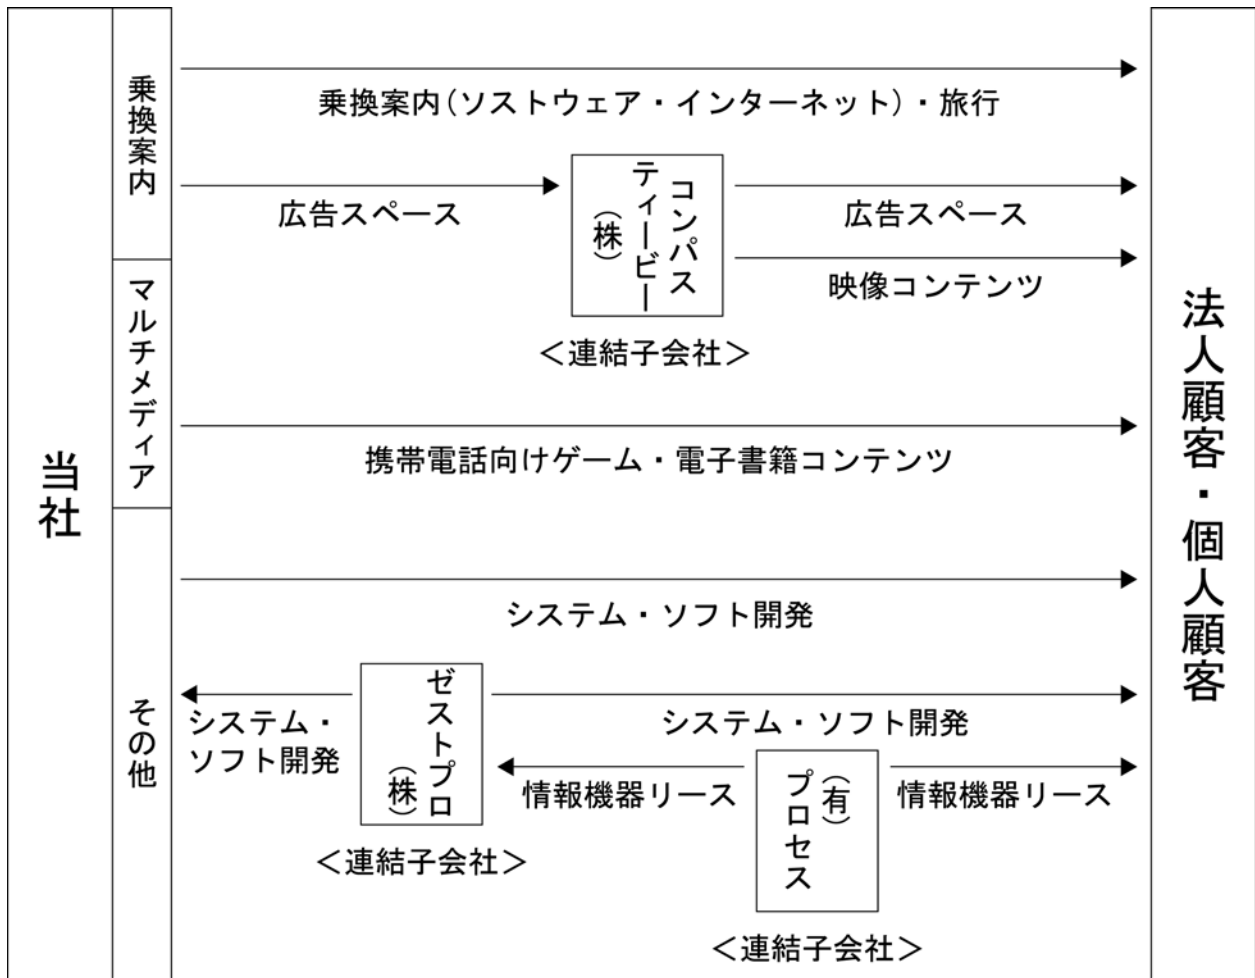 当社
乗換案内
乗換案内(ソストウェア・インターネット)・旅行
広告スペース
コンパス
ティービー
(株)
広告スペース
映像コンテンツ
<連結子会社>
マルチメディア
携帯電話向けゲーム・電子書籍コンテンツ
その他
システム・ソフト開発
システム・
ソフト開発
ゼストプロ
(株)
システム・ソフト開発
<連結子会社>
情報機器リース
(有)
プロセス
情報機器リース
<連結子会社>
法人顧客・個人顧客